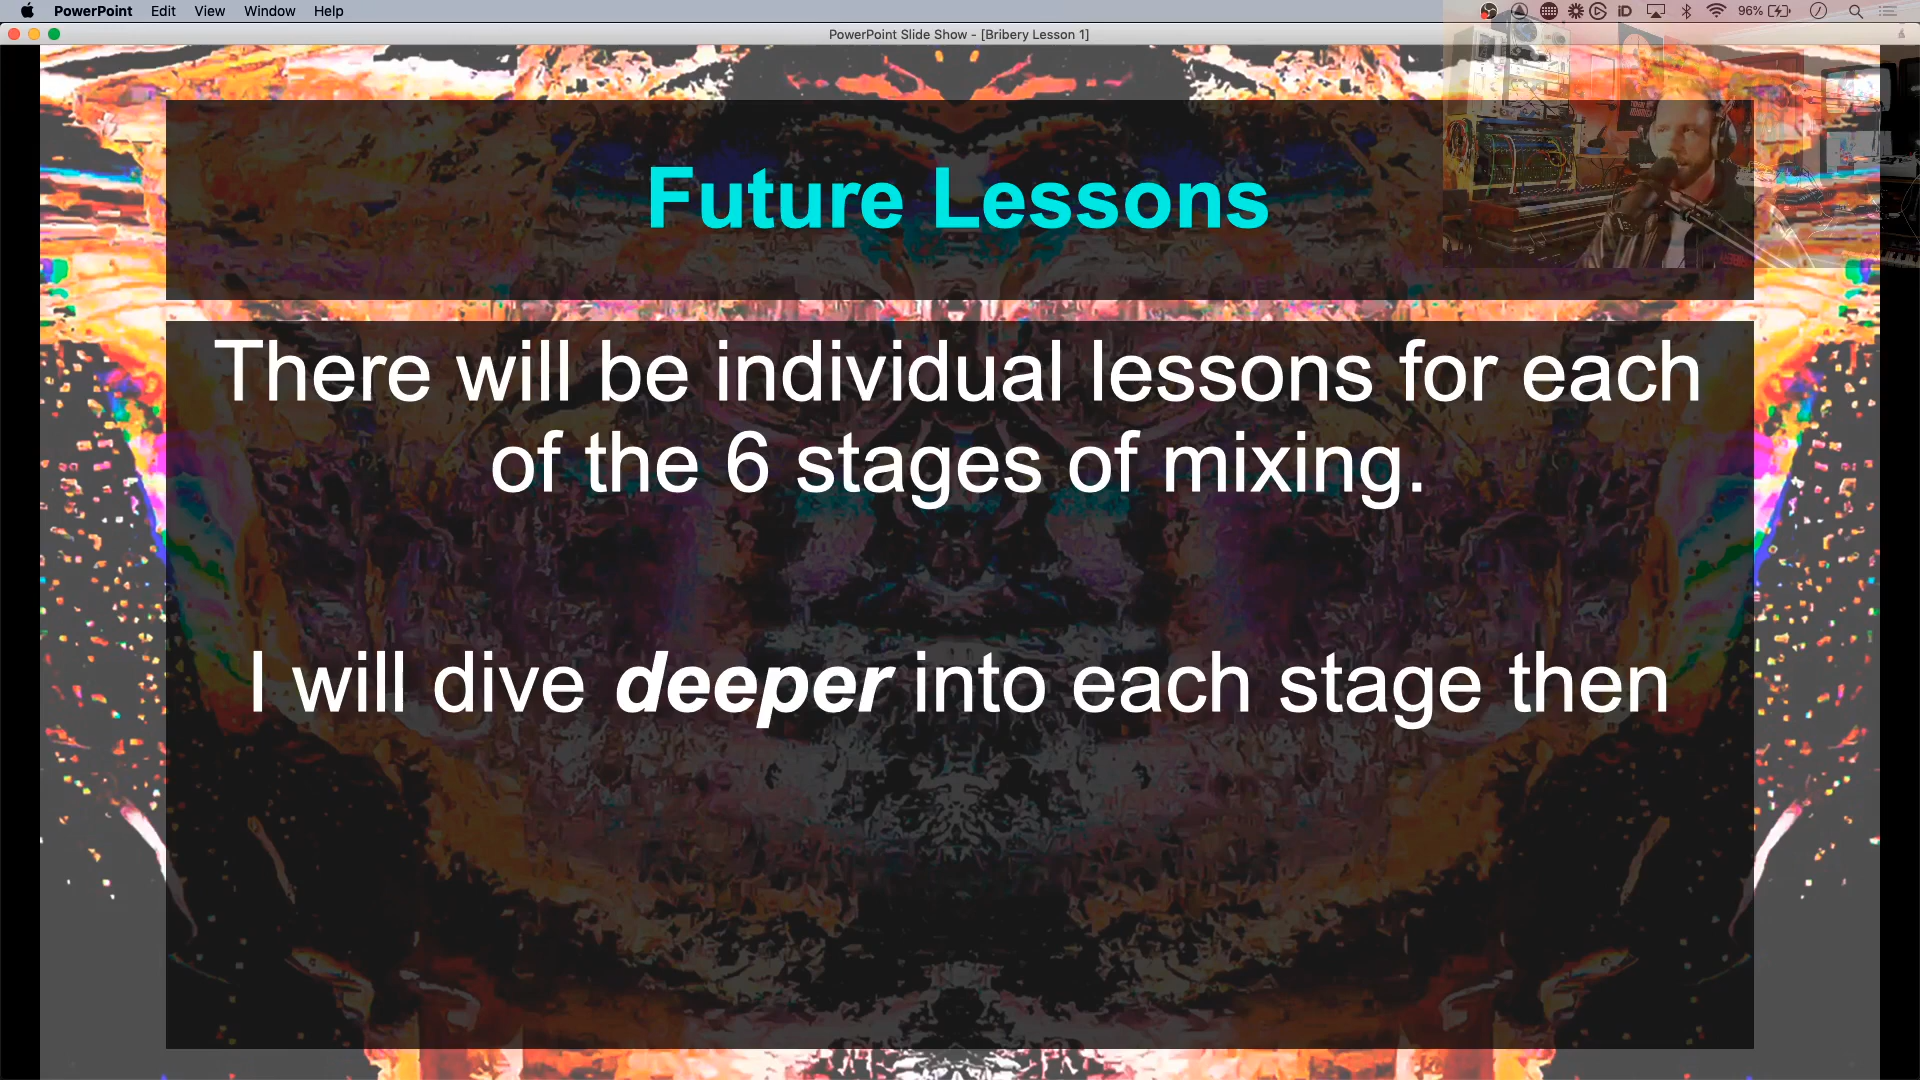 PowerPoint Edit View Window Help
iD 96%
PowerPoint Slide Show - [Bribery Lesson 1]
Future Lessons
There will be individual lessons for each
of the 6 stages of mixing.
I will dive deeper into each stage then